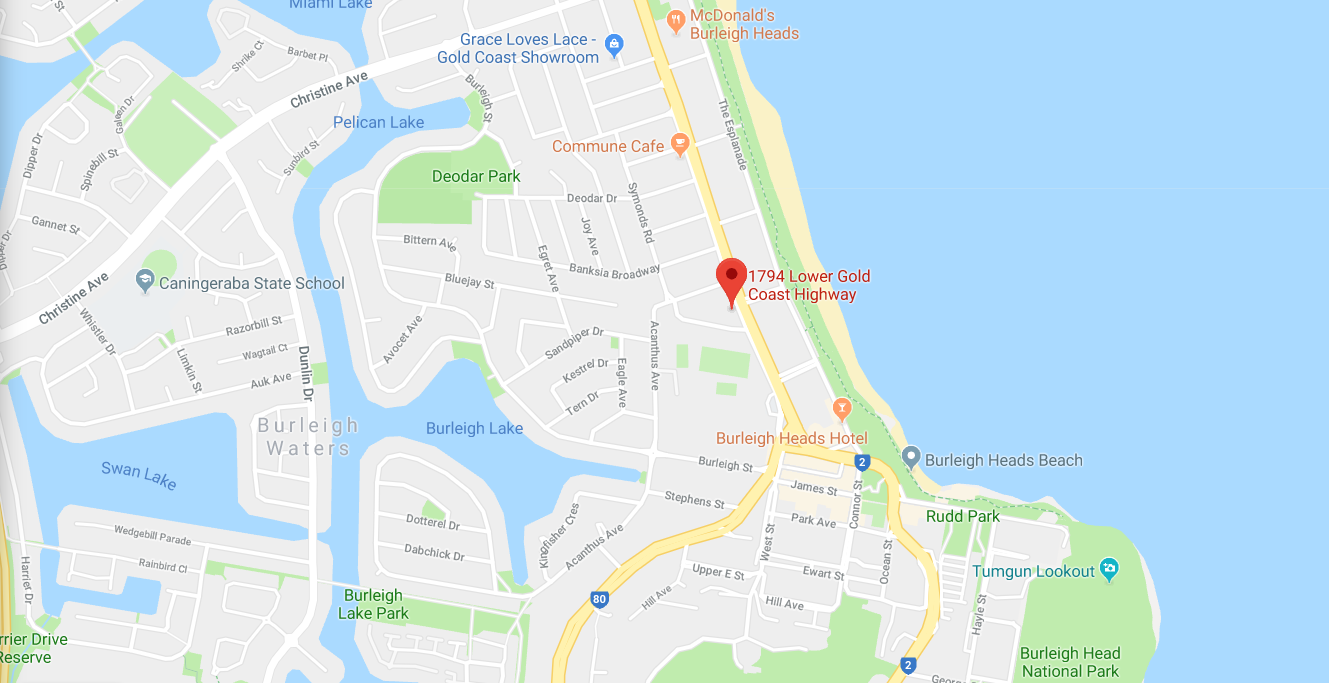 Miami Lake
McDonald's
Burleigh Heads
Grace Loves Lace -
Gold Coast Showroom
Shrike Ct
Barbet Pl
Christine Ave
Burleigh St
Galeen Dr
Pelican Lake
The Esplanade
Dipper Dr
Sunbird St
Commune Cafe
Spinebill St
Deodar Park
Symonds Rd
Deodar Dr
Gannet St
Joy Ave
Bittern Ave
Egret Ave
Banksia Broadway
Bluejay St
Caningeraba State School
1794 Lower Gold
Coast Highway
Christine Ave
Whistler Dr
Razorbill St
Avocet Ave
Sandpiper Dr
Acanthus Ave
Limkin St
Wagtail Ct
Dunlin Dr
Kestrel Dr
Eagle Ave
Auk Ave
Tern Dr
Burleigh
Waters
Burleigh Lake
Burleigh Heads Hotel
Burleigh Heads Beach
2
Swan Lake
Burleigh St
James St
Stephens St
Connor St
Rudd Park
Dotterel Dr
Kingfisher Cres
Park Ave
Wedgebill Parade
Acanthus Ave
West St
Dabchick Dr
Ocean St
Rainbird Cl
Harrier Dr
Upper E St
Ewart St
Tumgun Lookout
80
Burleigh
Lake Park
Hill Ave
Hill Ave
Hayle St
rrier Drive
Reserve
Burleigh Head
National Park
2